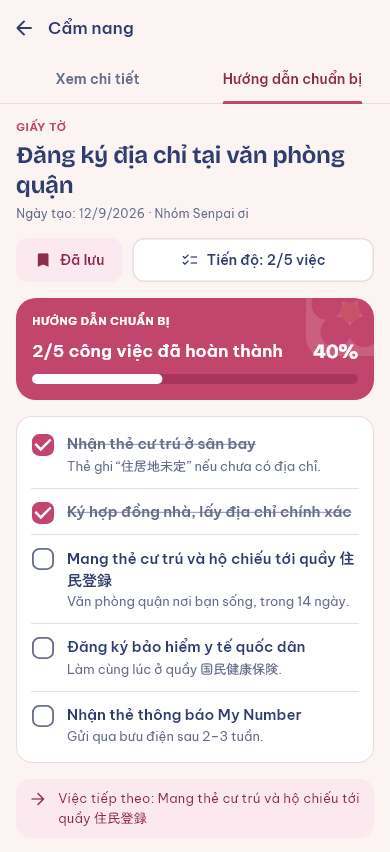 Cẩm nang
Xem chi tiết
Hướng dẫn chuẩn bị
GIẤY TỜ
Đăng ký địa chỉ tại văn phòng
quận
Ngày tạo: 12/9/2026 · Nhóm Senpai ơi
Đã lưu
Tiến độ: 2/5 việc
HƯỚNG DẪN CHUẨN BỊ
2/5 công việc đã hoàn thành
40%
Nhận thẻ cư trú ở sân bay
Thẻ ghi “住居地未定” nếu chưa có địa chỉ.
Ký hợp đồng nhà, lấy địa chỉ chính xác
Mang thẻ cư trú và hộ chiếu tới quầy 住
民登録
Văn phòng quận nơi bạn sống, trong 14 ngày.
Đăng ký bảo hiểm y tế quốc dân
Làm cùng lúc ở quầy 国民健康保険.
Nhận thẻ thông báo My Number
Gửi qua bưu điện sau 2–3 tuần.
Việc tiếp theo: Mang thẻ cư trú và hộ chiếu tới
quầy 住民登録